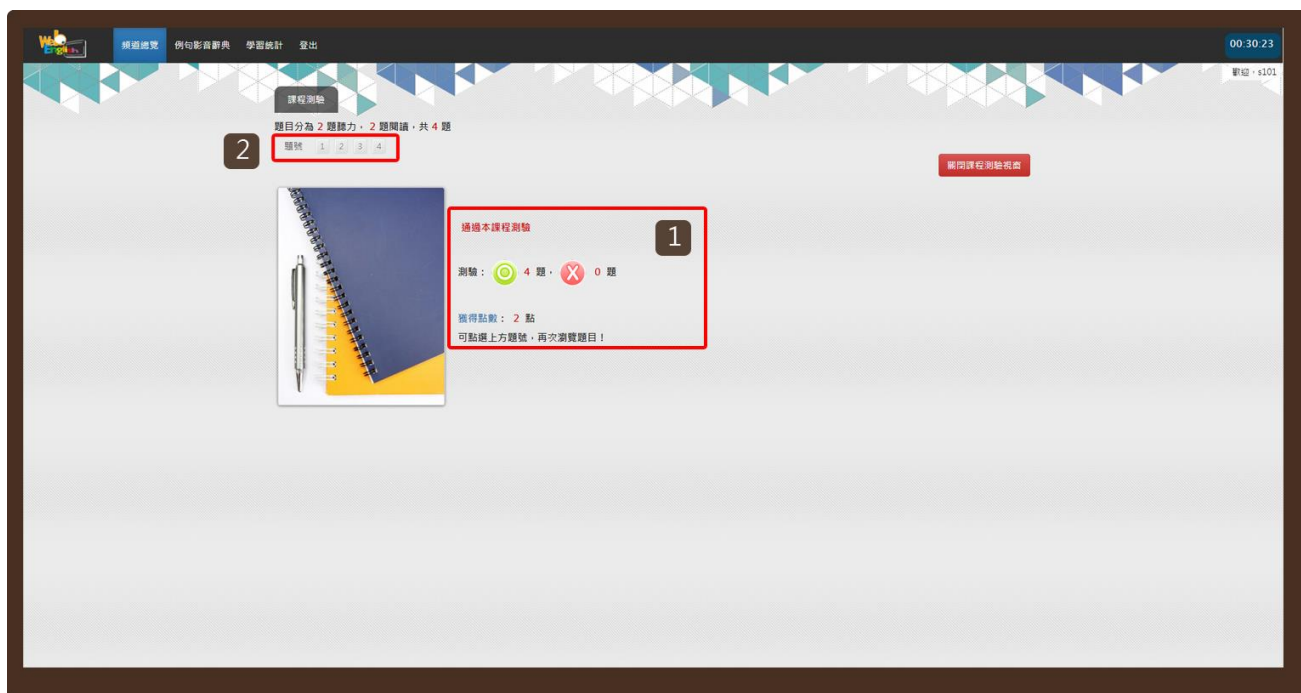 Web English 頻道總覽 例句影音辭典 學習統計 登出 00:30:23
歡迎，s101
課程測驗
題目分為 2 題聽力， 2 題閱讀，共 4 題
2 題號 1 2 3 4
關閉課程測驗視窗
通過本課程測驗
1
測驗： 4 題， X 0 題
獲得點數： 2 點
可點選上方題號，再次瀏覽題目！